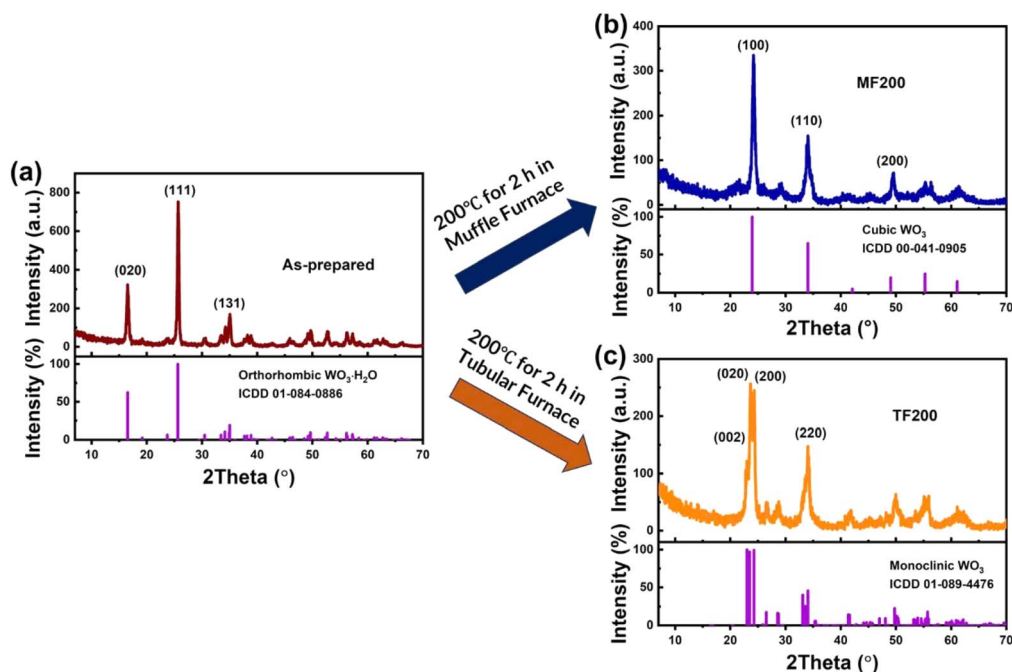 (a)
Intensity (a.u.)
800
600
400
200
0
(020)
(111)
(131)
As-prepared
Intensity (%)
100
50
0
Orthorhombic WO₃·H₂O
ICDD 01-084-0886
10 20 30 40 50 60 70
2Theta (°)
200℃ for 2 h in
Muffle Furnace
200℃ for 2 h in
Tubular Furnace
(b)
Intensity (a.u.)
400
300
200
100
0
(100)
(110)
(200)
MF200
Intensity (%)
100
50
0
Cubic WO₃
ICDD 00-041-0905
10 20 30 40 50 60 70
2Theta (°)
(c)
Intensity (a.u.)
300
200
100
0
(020)
(200)
(002)
(220)
TF200
Intensity (%)
100
50
0
Monoclinic WO₃
ICDD 01-089-4476
10 20 30 40 50 60 70
2Theta (°)